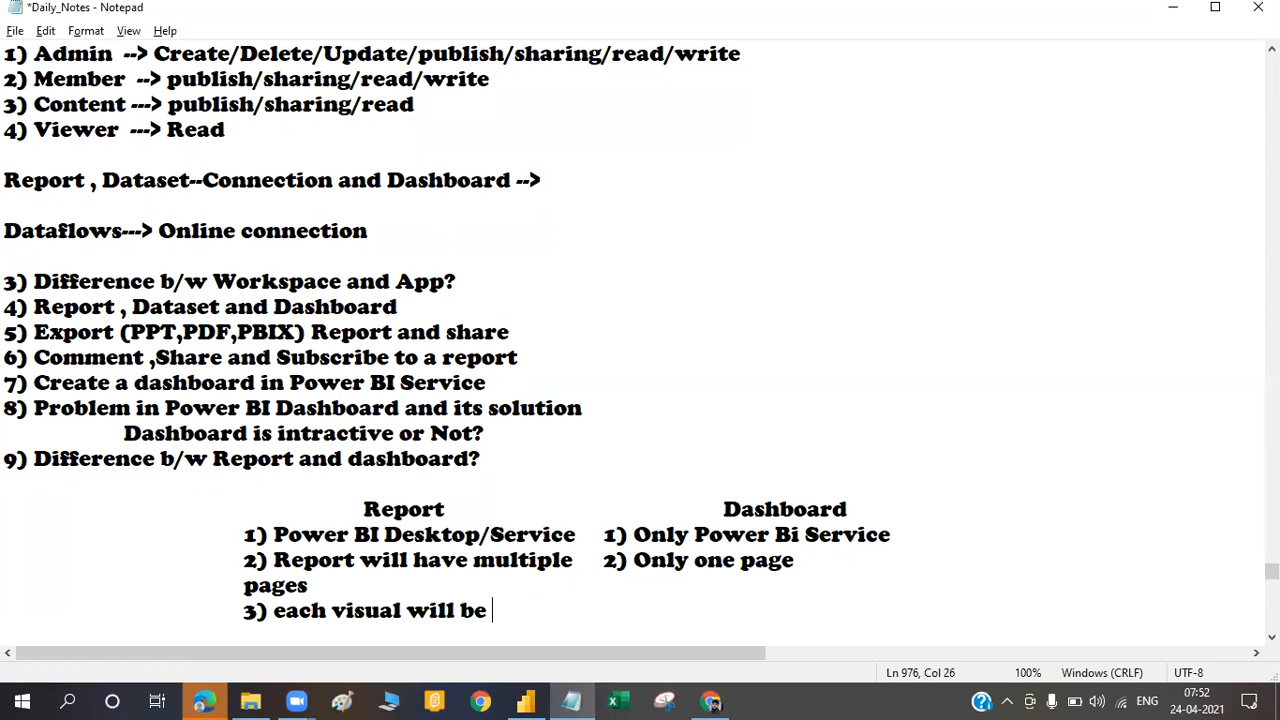 *Daily_Notes - Notepad
File Edit Format View Help
1) Admin --> Create/Delete/Update/publish/sharing/read/write
2) Member --> publish/sharing/read/write
3) Content ---> publish/sharing/read
4) Viewer ---> Read
Report , Dataset--Connection and Dashboard -->
Dataflows---> Online connection
3) Difference b/w Workspace and App?
4) Report , Dataset and Dashboard
5) Export (PPT,PDF,PBIX) Report and share
6) Comment ,Share and Subscribe to a report
7) Create a dashboard in Power BI Service
8) Problem in Power BI Dashboard and its solution
Dashboard is intractive or Not?
9) Difference b/w Report and dashboard?
Report Dashboard
1) Power BI Desktop/Service 1) Only Power Bi Service
2) Report will have multiple 2) Only one page
pages
3) each visual will be
Ln 976, Col 26 100% Windows (CRLF) UTF-8
ENG 07:52
24-04-2021